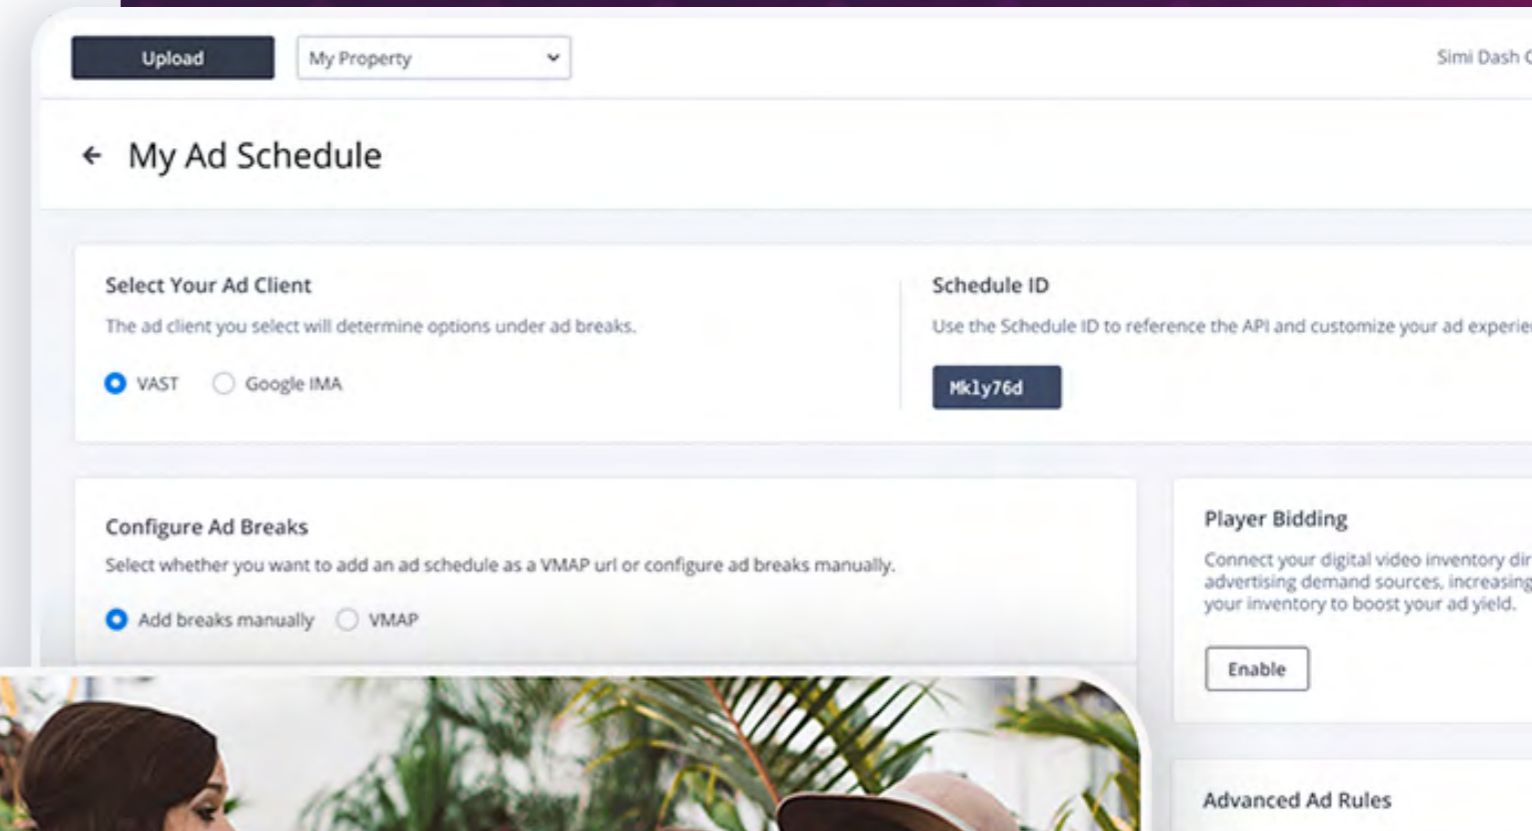 Upload
My Property
Simi Dash
My Ad Schedule
Select Your Ad Client
The ad client you select will determine options under ad breaks.
VAST
Google IMA
Schedule ID
Use the Schedule ID to reference the API and customize your ad
Mkly76d
Configure Ad Breaks
Select whether you want to add an ad schedule as a VMAP url or configure ad breaks manually.
Add breaks manually
VMAP
Player Bidding
Connect your digital video inventory
advertising demand sources, increasing
your inventory to boost your ad yield.
Enable
Advanced Ad Rules